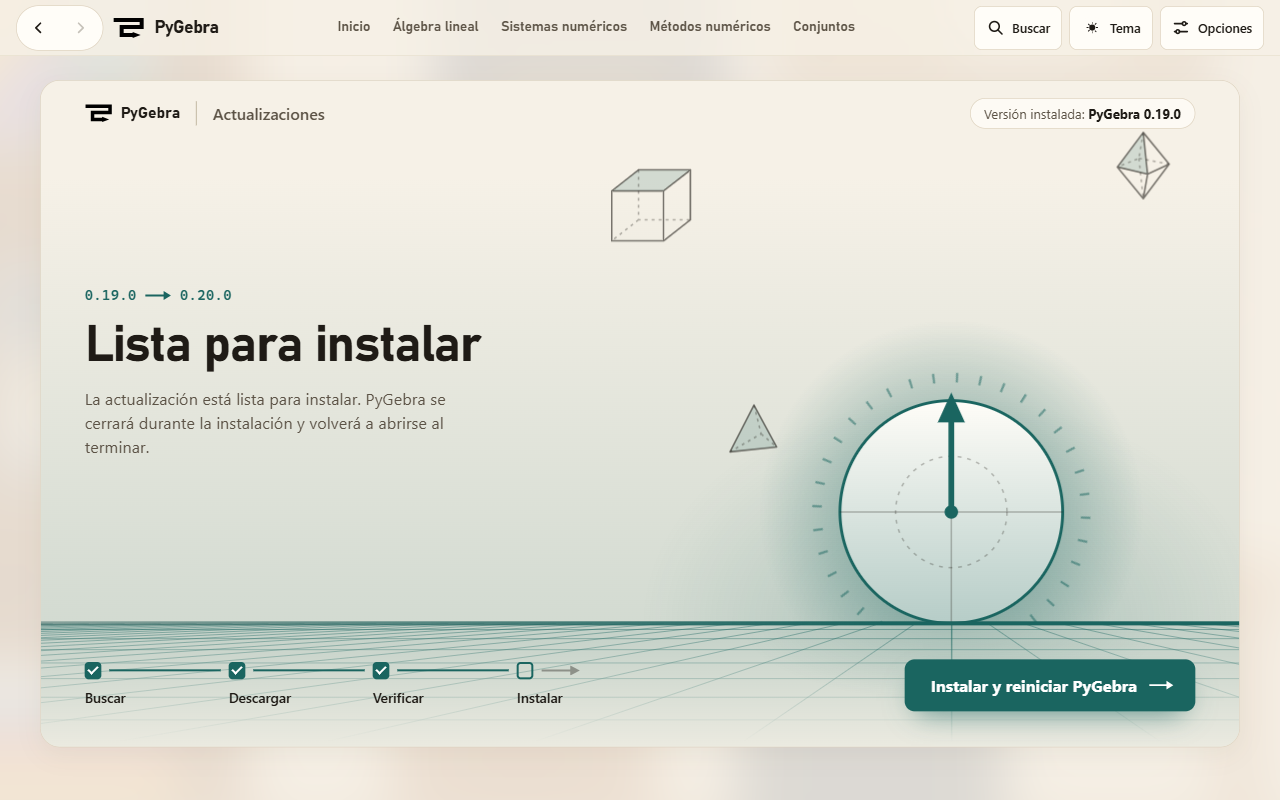 PyGebra
Inicio
Álgebra lineal
Sistemas numéricos
Métodos numéricos
Conjuntos
Buscar
Tema
Opciones
PyGebra
Actualizaciones
Versión instalada: PyGebra 0.19.0
0.19.0 → 0.20.0
Lista para instalar
La actualización está lista para instalar. PyGebra se
cerrará durante la instalación y volverá a abrirse al
terminar.
Buscar
Descargar
Verificar
Instalar
Instalar y reiniciar PyGebra →